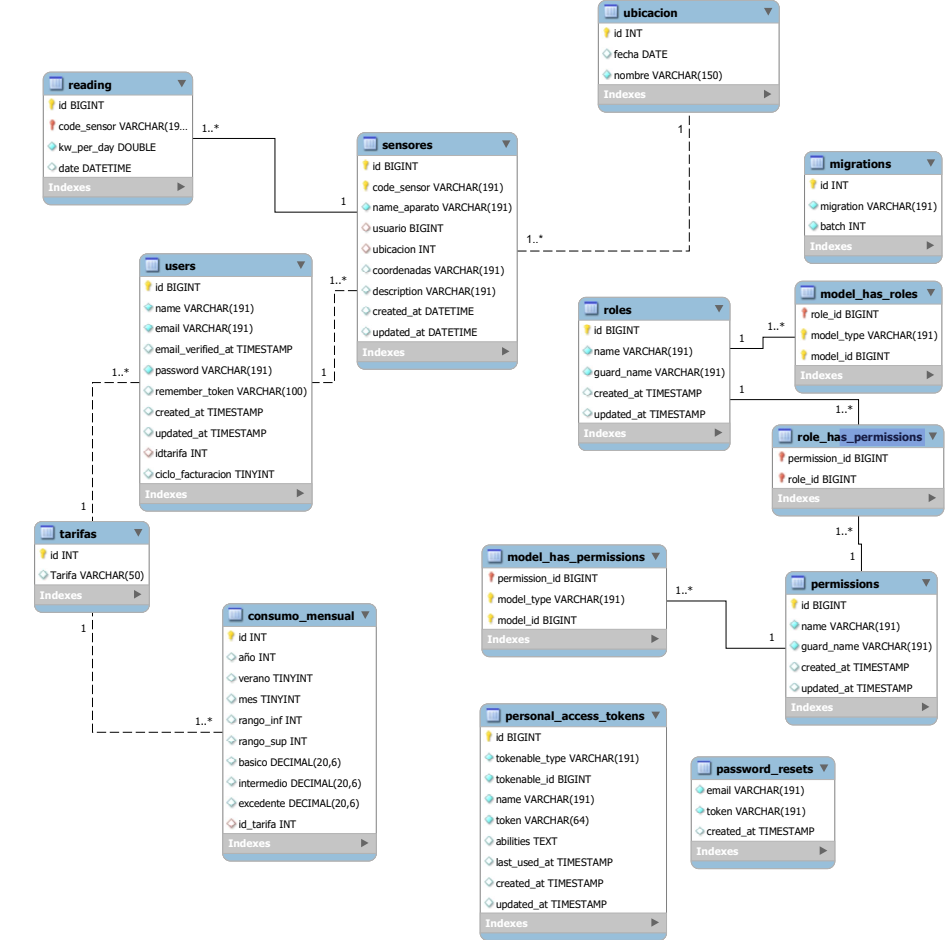 ubicacion
id INT
fecha DATE
nombre VARCHAR(150)
Indexes
1
reading
id BIGINT
code_sensor VARCHAR(19...
kw_per_day DOUBLE
date DATETIME
Indexes
1..*
1
sensores
id BIGINT
code_sensor VARCHAR(191)
name_aparato VARCHAR(191)
usuario BIGINT
ubicacion INT
coordenadas VARCHAR(191)
description VARCHAR(191)
created_at DATETIME
updated_at DATETIME
Indexes
1..*
1..*
1
migrations
id INT
migration VARCHAR(191)
batch INT
Indexes
users
id BIGINT
name VARCHAR(191)
email VARCHAR(191)
email_verified_at TIMESTAMP
password VARCHAR(191)
remember_token VARCHAR(100)
created_at TIMESTAMP
updated_at TIMESTAMP
idtarifa INT
ciclo_facturacion TINYINT
Indexes
1..*
1
roles
id BIGINT
name VARCHAR(191)
guard_name VARCHAR(191)
created_at TIMESTAMP
updated_at TIMESTAMP
Indexes
1
1..*
1
1..*
model_has_roles
role_id BIGINT
model_type VARCHAR(191)
model_id BIGINT
Indexes
role_has_permissions
permission_id BIGINT
role_id BIGINT
Indexes
1..*
1
tarifas
id INT
Tarifa VARCHAR(50)
Indexes
1
1..*
model_has_permissions
permission_id BIGINT
model_type VARCHAR(191)
model_id BIGINT
Indexes
1..*
1
permissions
id BIGINT
name VARCHAR(191)
guard_name VARCHAR(191)
created_at TIMESTAMP
updated_at TIMESTAMP
Indexes
consumo_mensual
id INT
año INT
verano TINYINT
mes TINYINT
rango_inf INT
rango_sup INT
basico DECIMAL(20,6)
intermedio DECIMAL(20,6)
excedente DECIMAL(20,6)
id_tarifa INT
Indexes
personal_access_tokens
id BIGINT
tokenable_type VARCHAR(191)
tokenable_id BIGINT
name VARCHAR(191)
token VARCHAR(64)
abilities TEXT
last_used_at TIMESTAMP
created_at TIMESTAMP
updated_at TIMESTAMP
Indexes
password_resets
email VARCHAR(191)
token VARCHAR(191)
created_at TIMESTAMP
Indexes